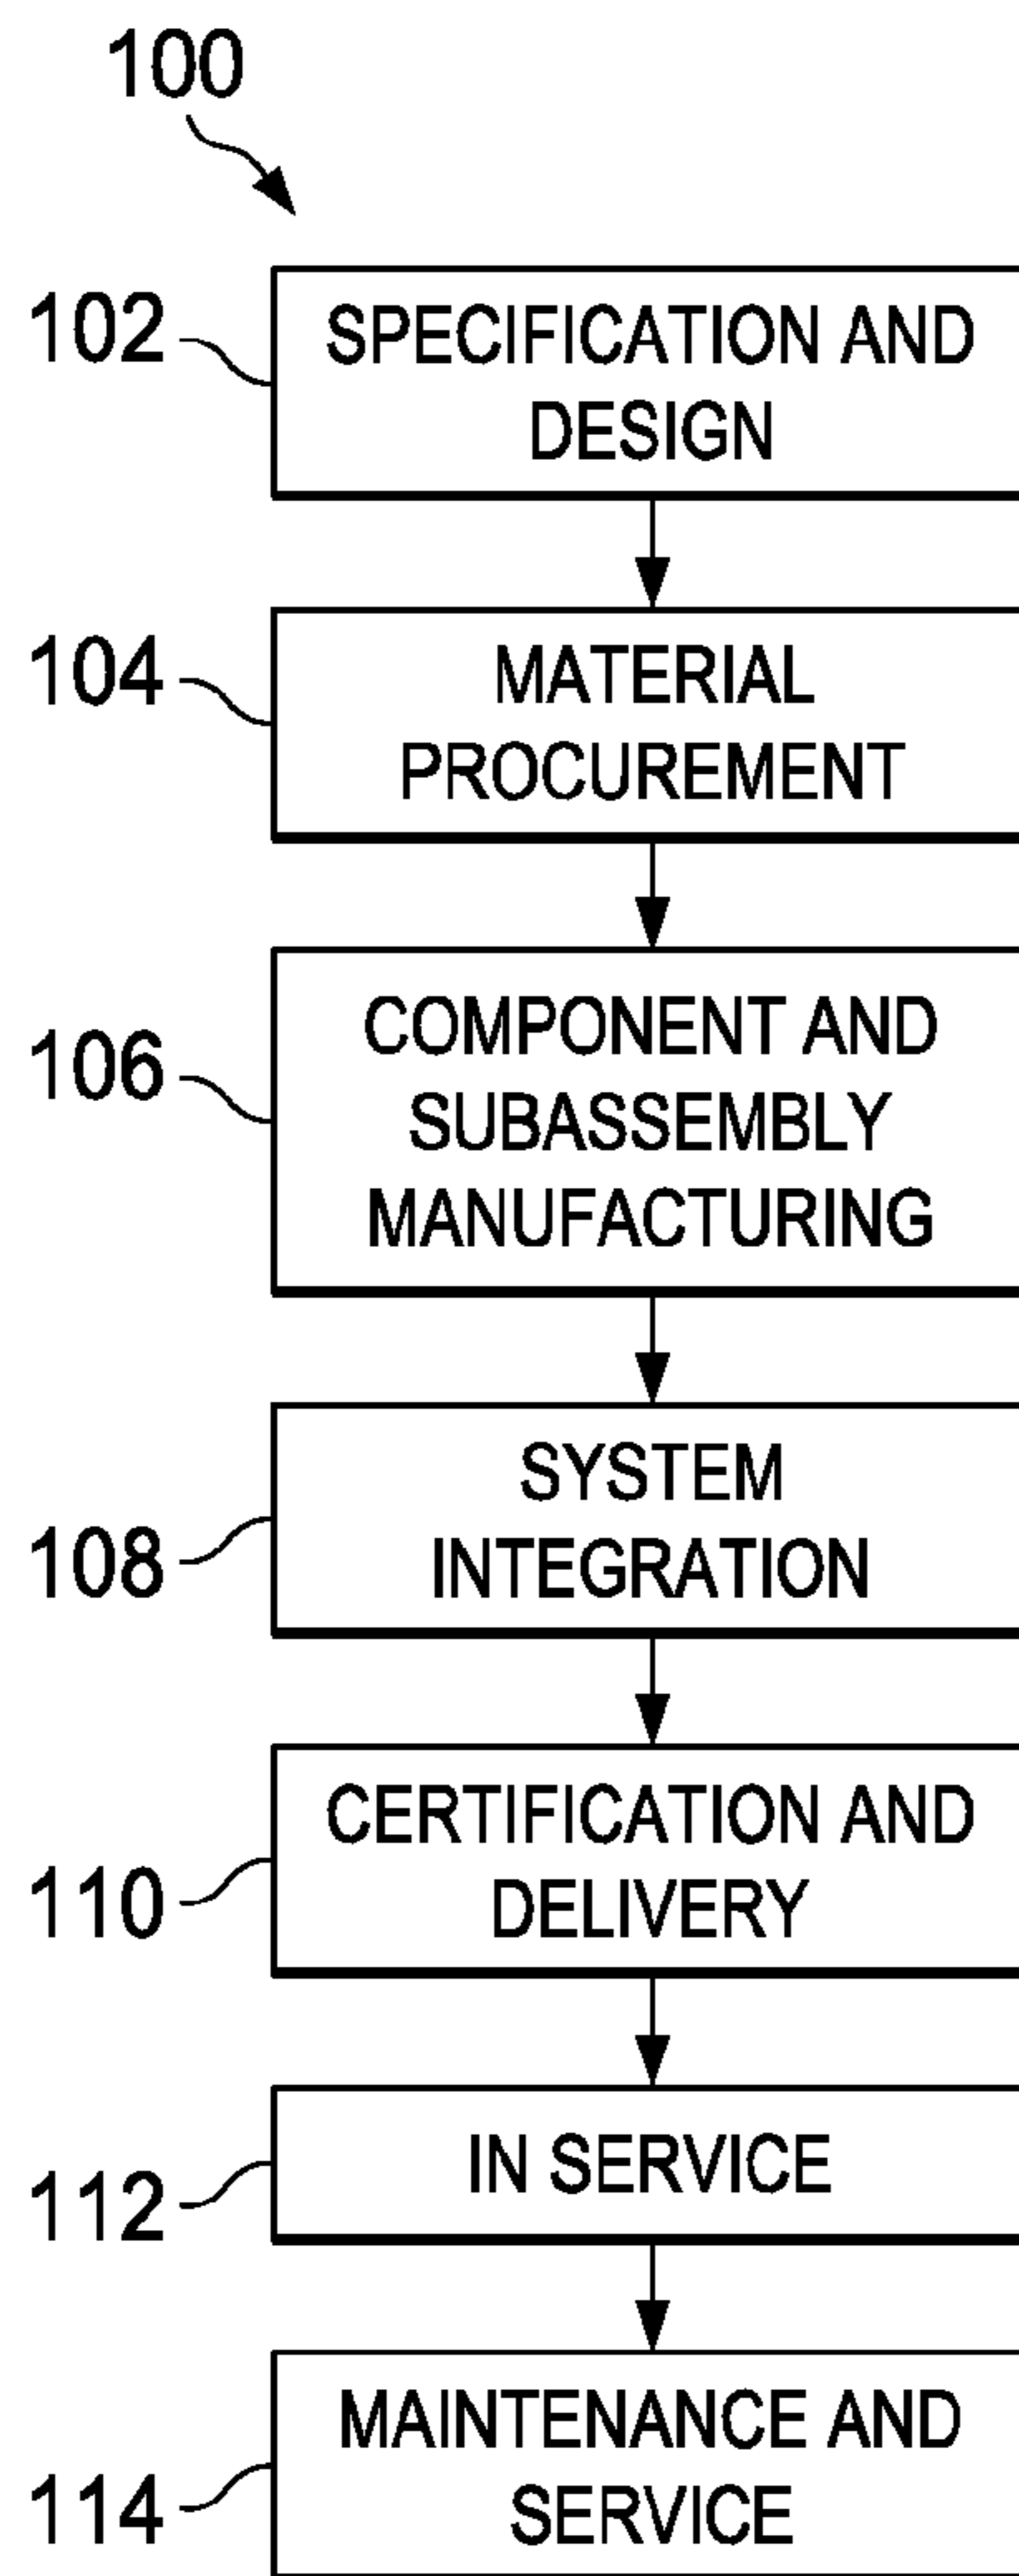 100
102
SPECIFICATION AND
DESIGN
104
MATERIAL
PROCUREMENT
106
COMPONENT AND
SUBASSEMBLY
MANUFACTURING
108
SYSTEM
INTEGRATION
110
CERTIFICATION AND
DELIVERY
112
IN SERVICE
114
MAINTENANCE AND
SERVICE